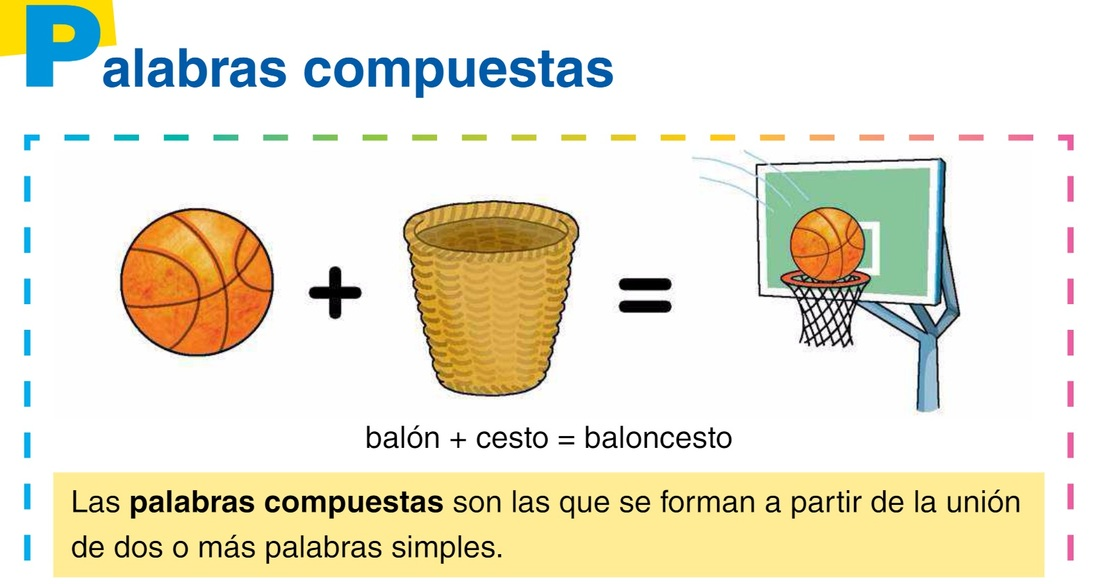 Palabras compuestas
balón + cesto = baloncesto
Las palabras compuestas son las que se forman a partir de la unión
de dos o más palabras simples.